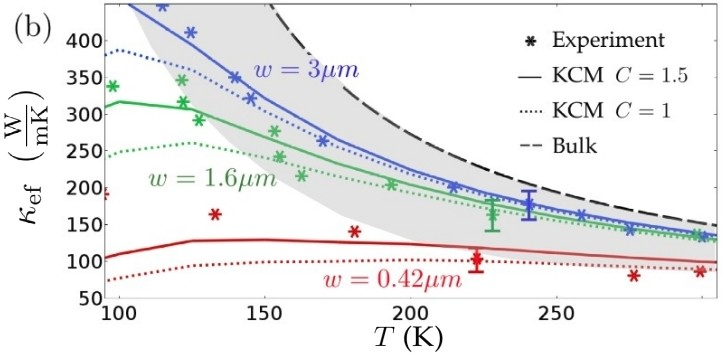 (b)
κef (W/mK)
400
350
300
250
200
150
100
50
w = 3μm
w = 1.6μm
w = 0.42μm
Experiment
KCM C = 1.5
KCM C = 1
Bulk
100 150 200 250
T (K)